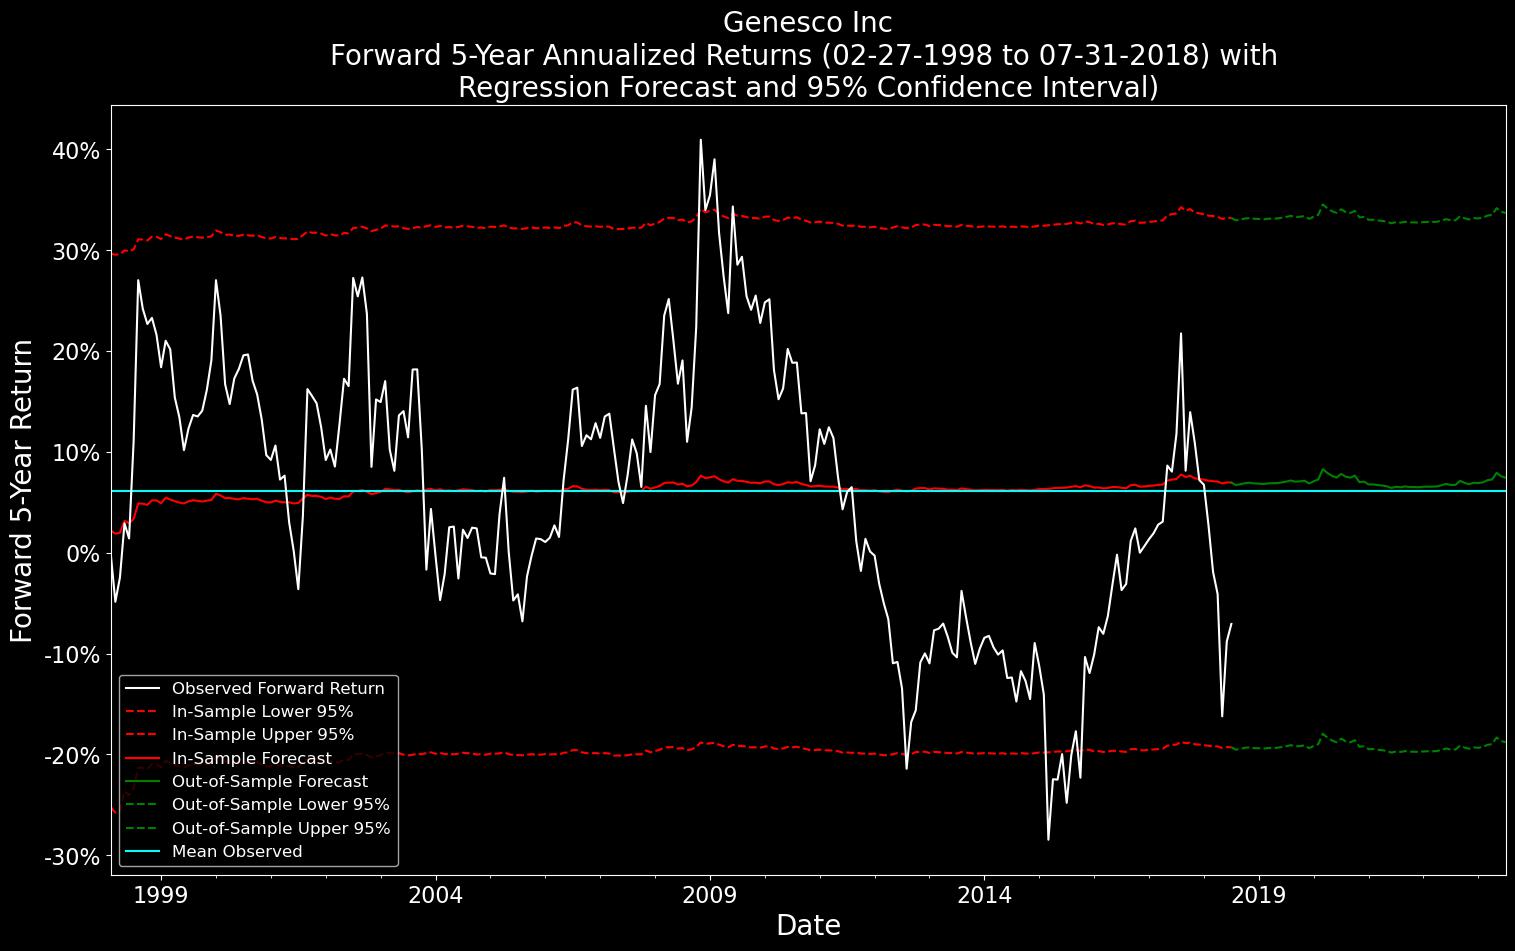 Genesco Inc
Forward 5-Year Annualized Returns (02-27-1998 to 07-31-2018) with
Regression Forecast and 95% Confidence Interval)
Forward 5-Year Return
40%
30%
20%
10%
0%
-10%
-20%
-30%
Observed Forward Return
In-Sample Lower 95%
In-Sample Upper 95%
In-Sample Forecast
Out-of-Sample Forecast
Out-of-Sample Lower 95%
Out-of-Sample Upper 95%
Mean Observed
1999 2004 2009 2014 2019
Date